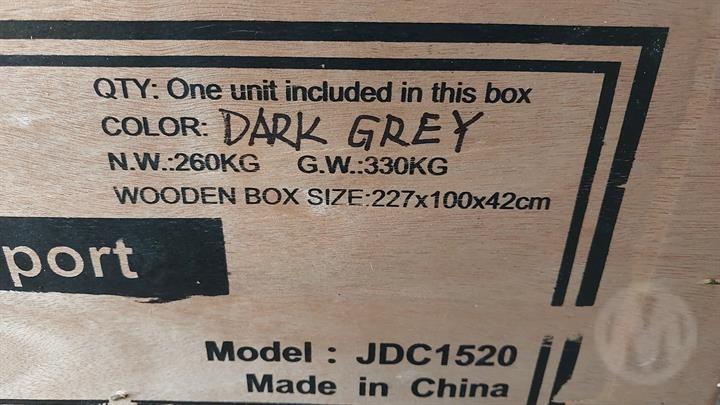 QTY: One unit included in this box
COLOR: DARK GREY
N.W.:260KG G.W.:330KG
WOODEN BOX SIZE:227x100x42cm
port
Model : JDC1520
Made in China
M